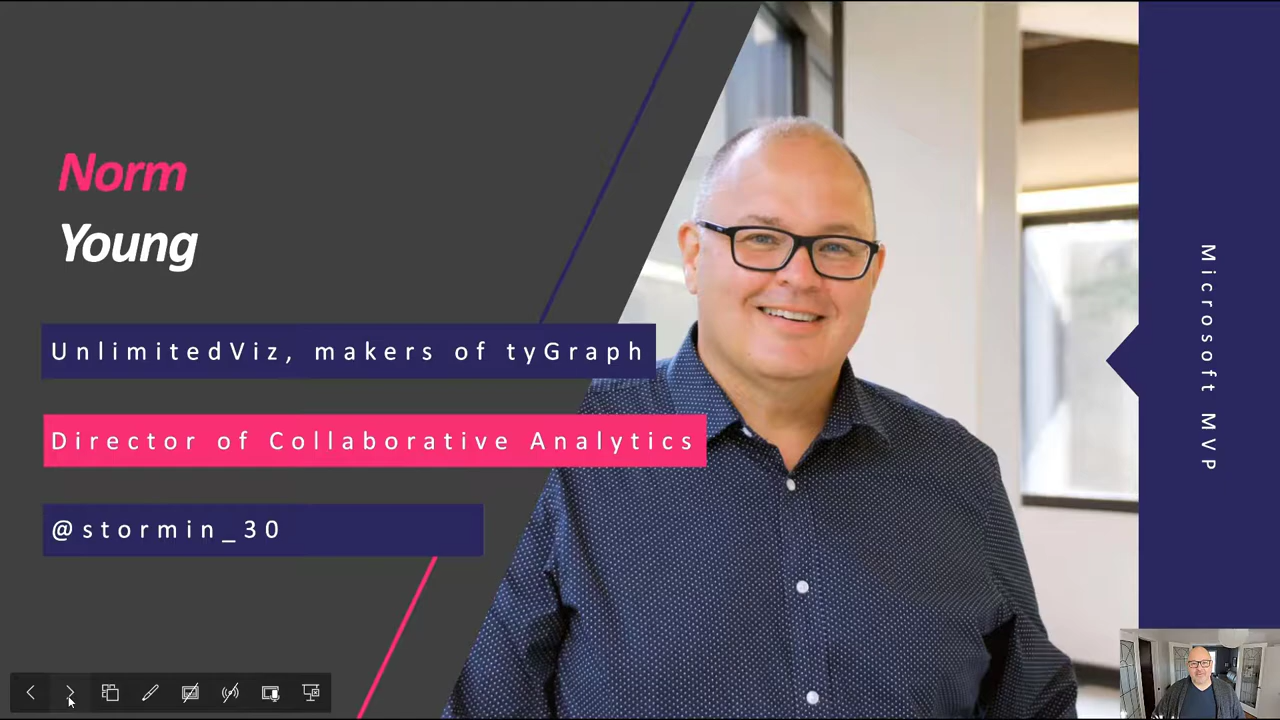 Norm
Young
UnlimitedViz, makers of tyGraph
Director of Collaborative Analytics
@stormin_30
Microsoft MVP